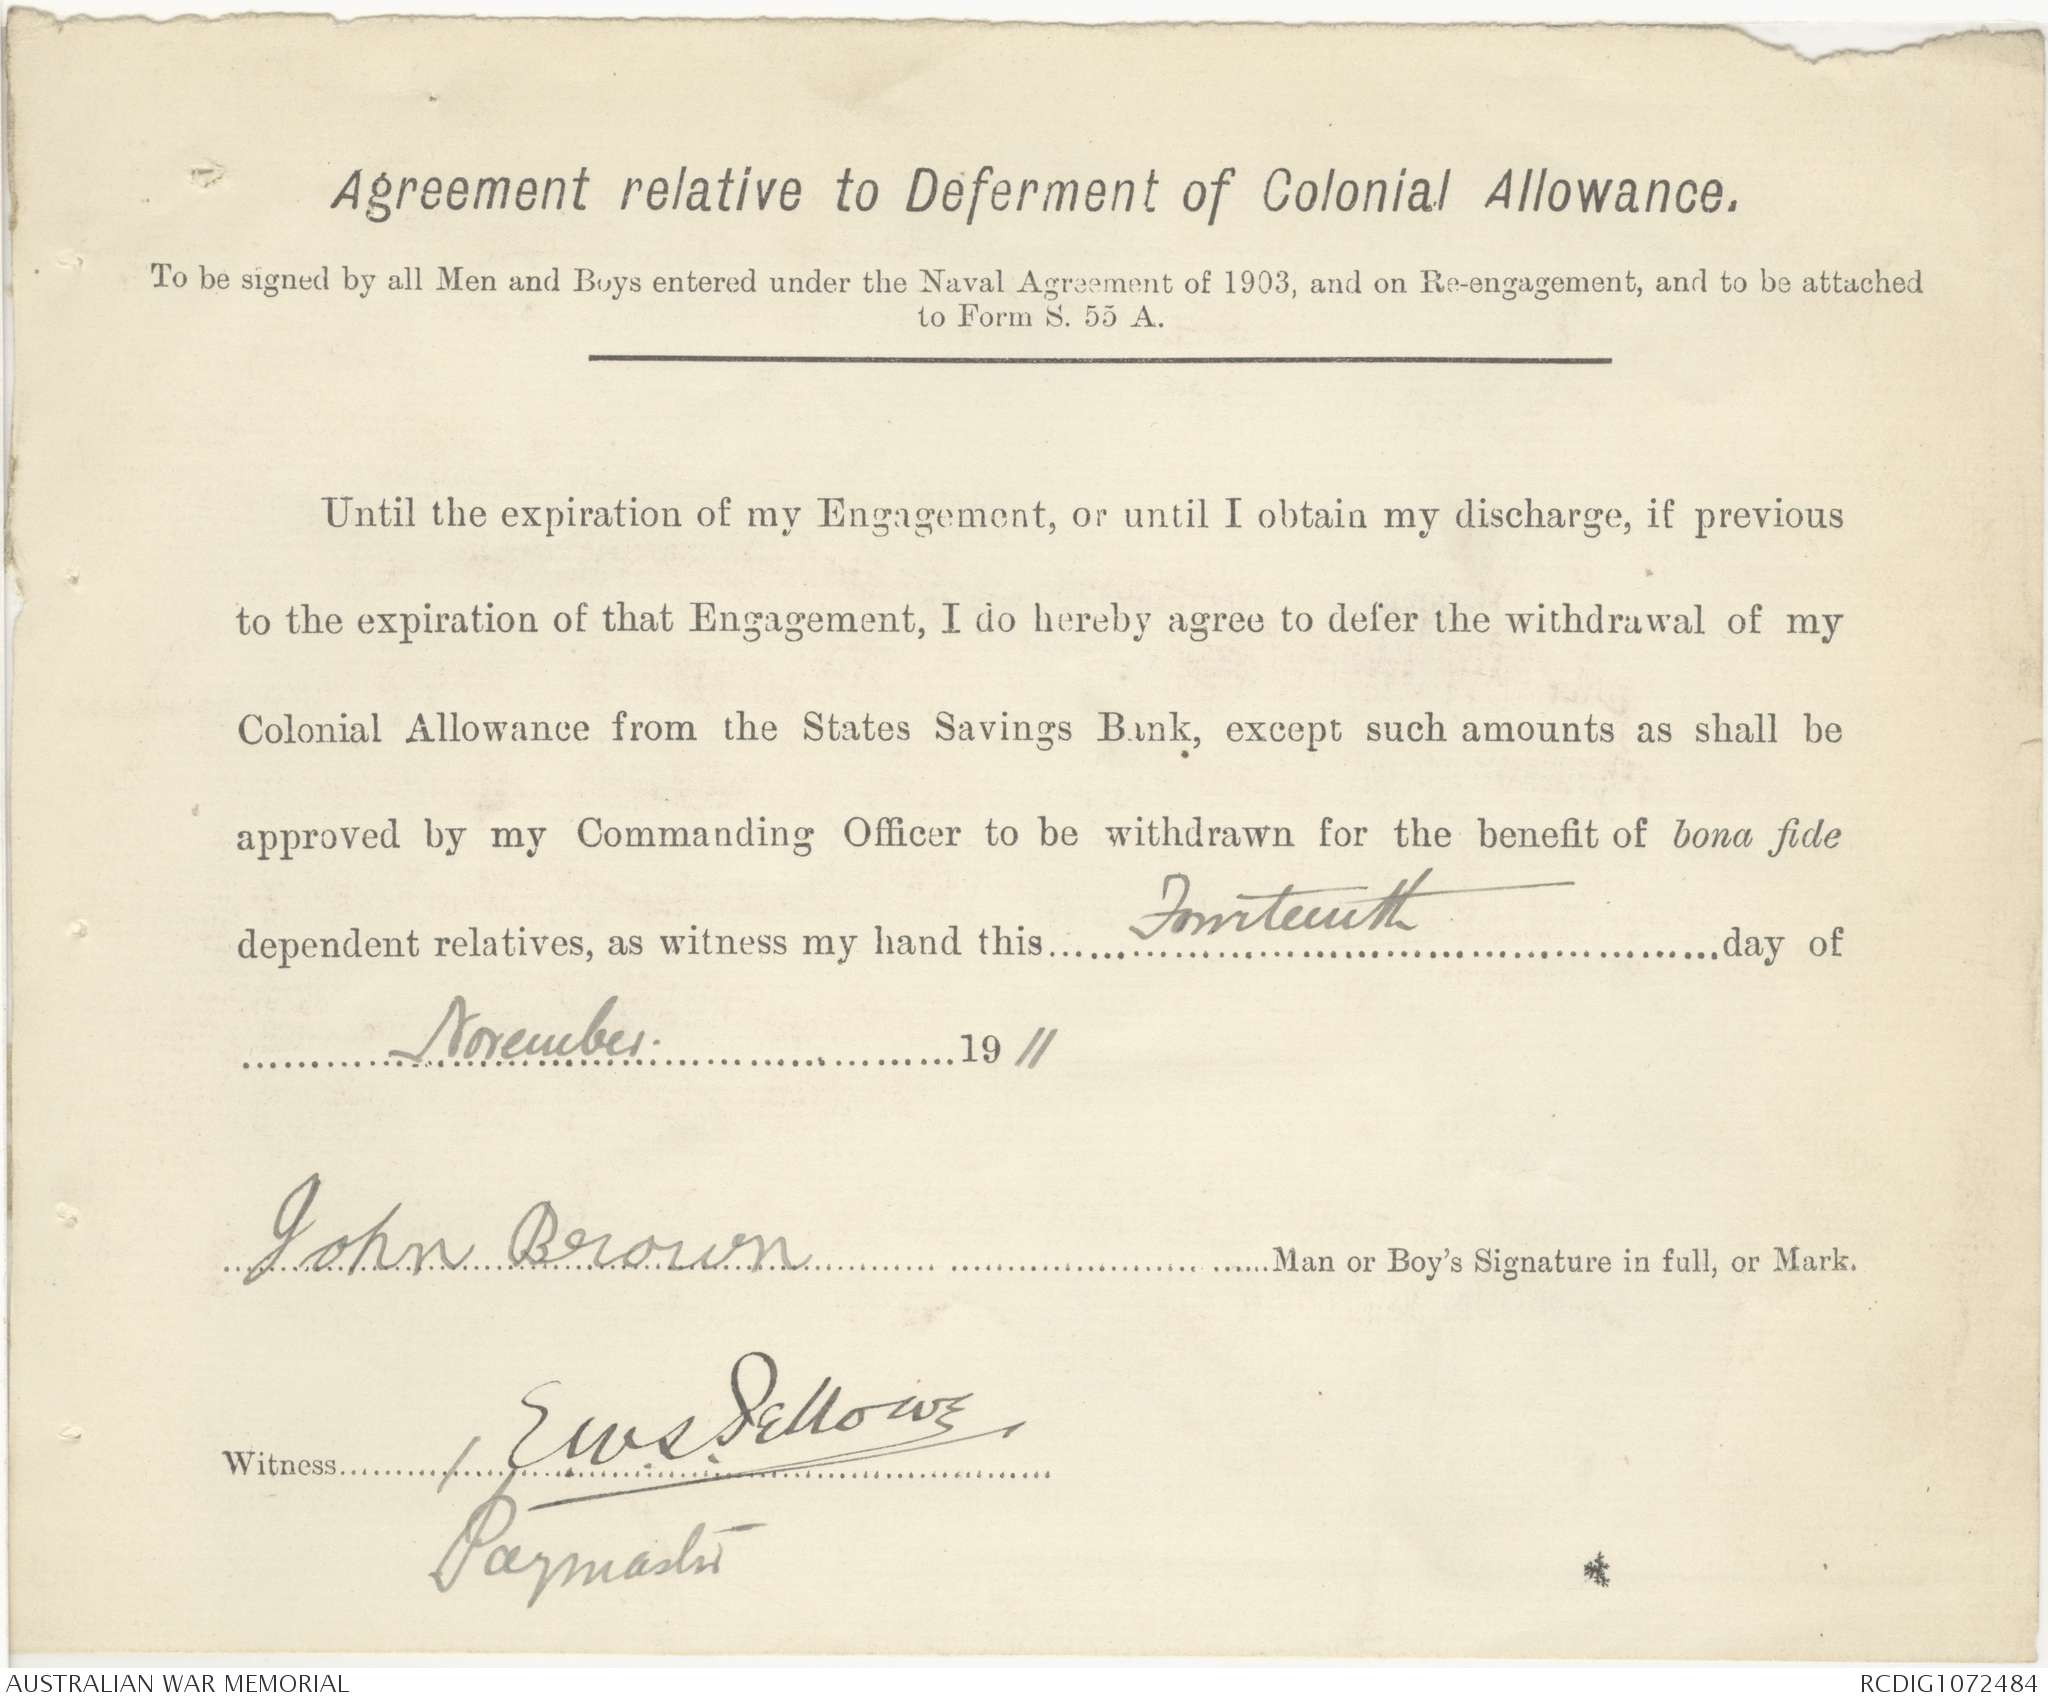 Agreement relative to Deferment of Colonial Allowance.
To be signed by all Men and Boys entered under the Naval Agreement of 1903, and on Re-engagement, and to be attached
to Form S. 55 A.
Until the expiration of my Engagement, or until I obtain my discharge, if previous
to the expiration of that Engagement, I do hereby agree to defer the withdrawal of my
Colonial Allowance from the States Savings Bank, except such amounts as shall be
approved by my Commanding Officer to be withdrawn for the benefit of bona fide
dependent relatives, as witness my hand this Fourteenth day of
November 1911
John Brown Man or Boy's Signature in full, or Mark.
Witness E W S Fellowes
Paymaster
AUSTRALIAN WAR MEMORIAL RCDIG1072484